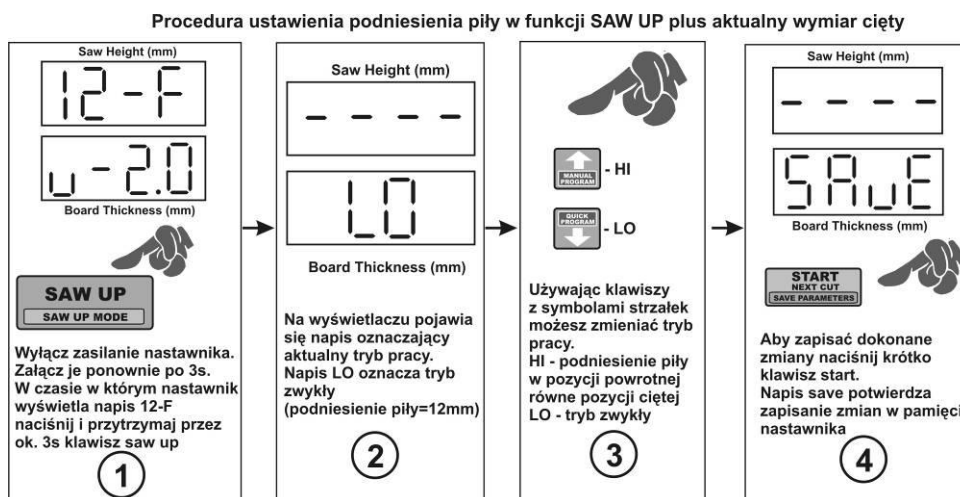 Procedura ustawienia podniesienia piły w funkcji SAW UP plus aktualny wymiar cięty
Saw Height (mm)
12-F
u-2.0
Board Thickness (mm)
SAW UP
SAW UP MODE
Wyłącz zasilanie nastawnika.
Załącz je ponownie po 3s.
W czasie w którym nastawnik
wyświetla napis 12-F
naciśnij i przytrzymaj przez
ok. 3s klawisz saw up
1
Saw Height (mm)
- - - -
LO
Board Thickness (mm)
Na wyświetlaczu pojawia
się napis oznaczający
aktualny tryb pracy.
Napis LO oznacza tryb
zwykły
(podniesienie piły=12mm)
2
MANUAL
PROGRAM
- HI
QUICK
PROGRAM
- LO
Używając klawiszy
z symbolami strzałek
możesz zmieniać tryb
pracy.
HI - podniesienie piły
w pozycji powrotnej
równe pozycji ciętej
LO - tryb zwykły
3
Saw Height (mm)
- - - -
SAuE
Board Thickness (mm)
START
NEXT CUT
SAVE PARAMETERS
Aby zapisać dokonane
zmiany naciśnij krótko
klawisz start.
Napis save potwierdza
zapisanie zmian w pamięci
nastawnika
4